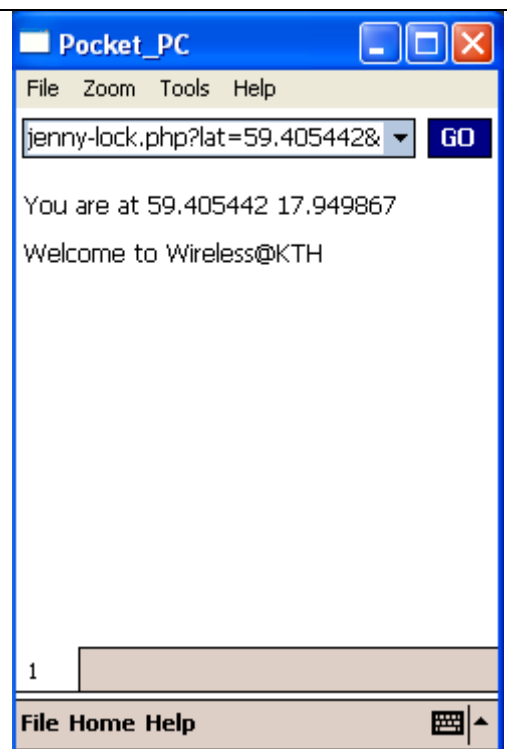 Pocket_PC
File Zoom Tools Help
jenny-lock.php?lat=59.405442& GO
You are at 59.405442 17.949867
Welcome to Wireless@KTH
1
File Home Help